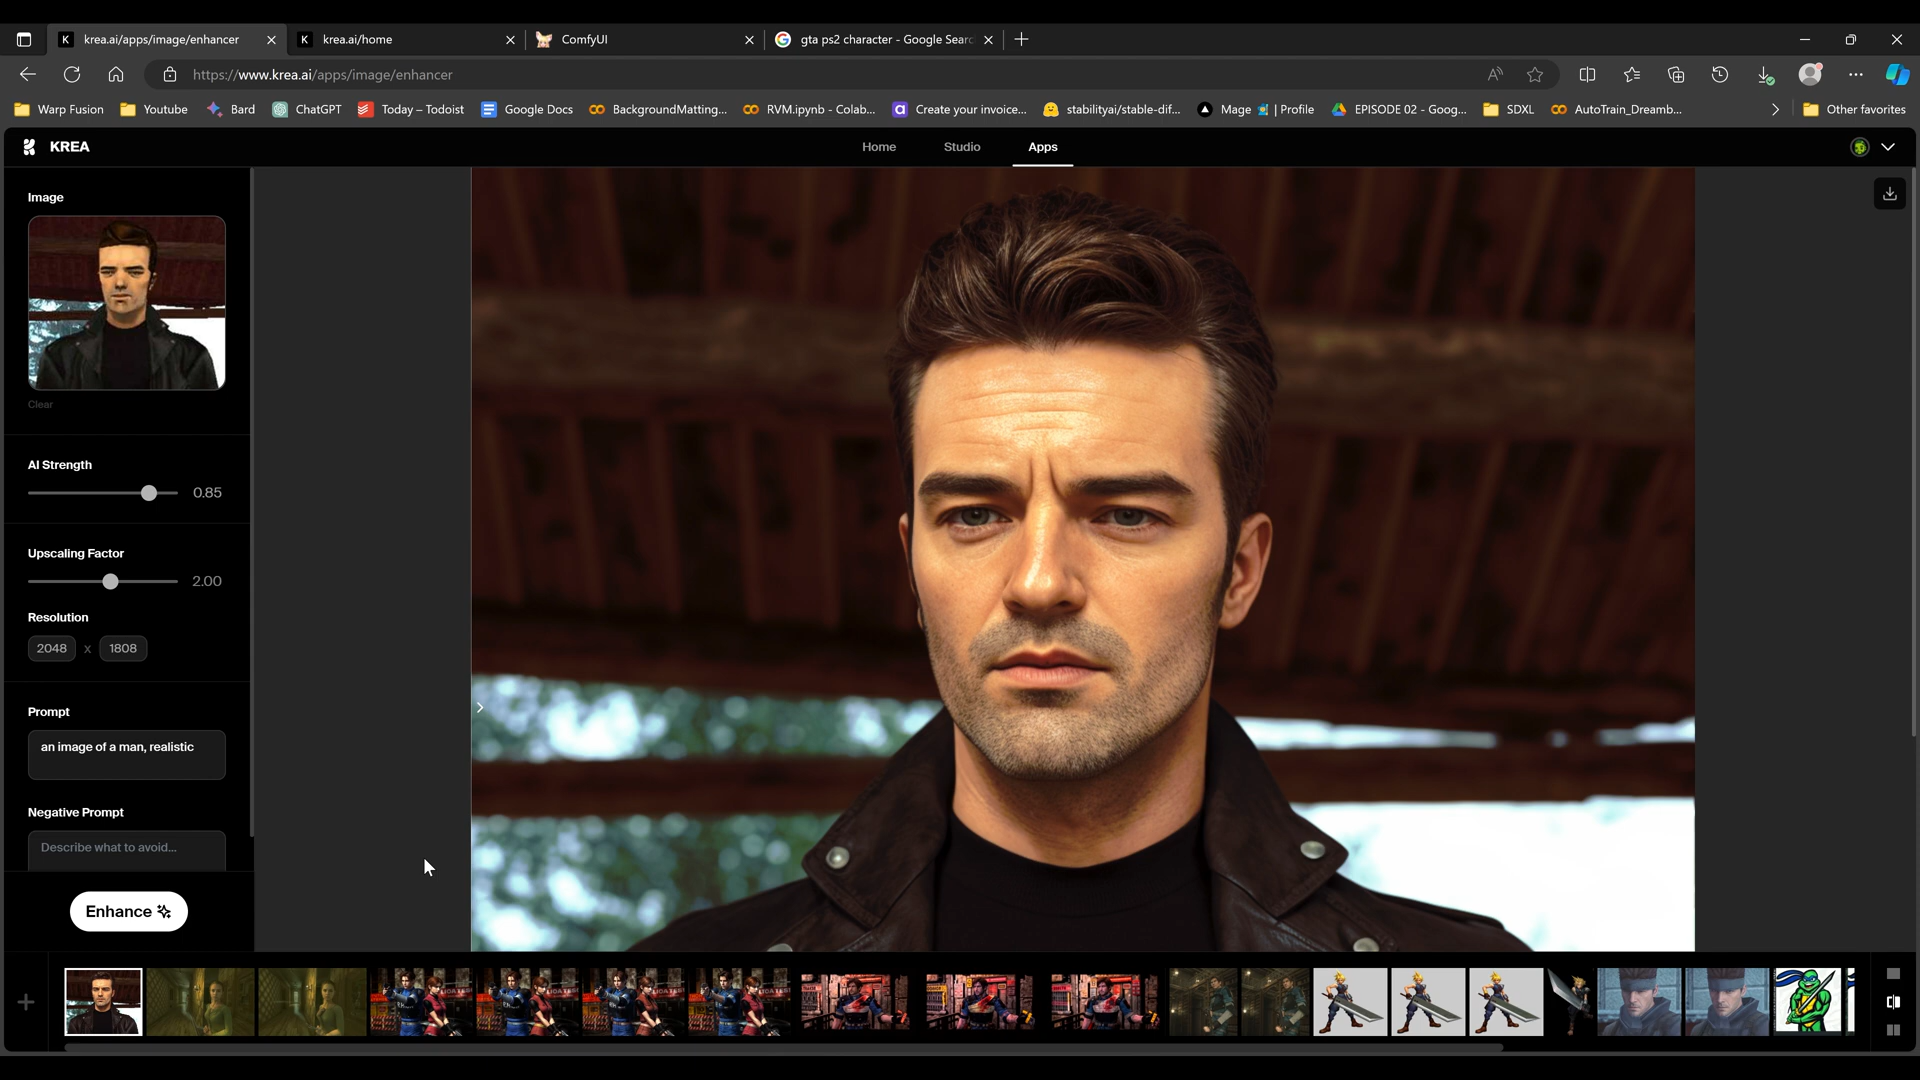 krea.ai/apps/image/enhancer
krea.ai/home
ComfyUI
gta ps2 character - Google Searc
https://www.krea.ai/apps/image/enhancer
Warp Fusion
Youtube
Bard
ChatGPT
Today – Todoist
Google Docs
BackgroundMatting...
RVM.ipynb - Colab...
Create your invoice...
stabilityai/stable-dif...
Mage | Profile
EPISODE 02 - Goog...
SDXL
AutoTrain_Dreamb...
Other favorites
KREA
Home
Studio
Apps
Image
Clear
AI Strength
0.85
Upscaling Factor
2.00
Resolution
2048 x 1808
Prompt
an image of a man, realistic
Negative Prompt
Describe what to avoid...
Enhance